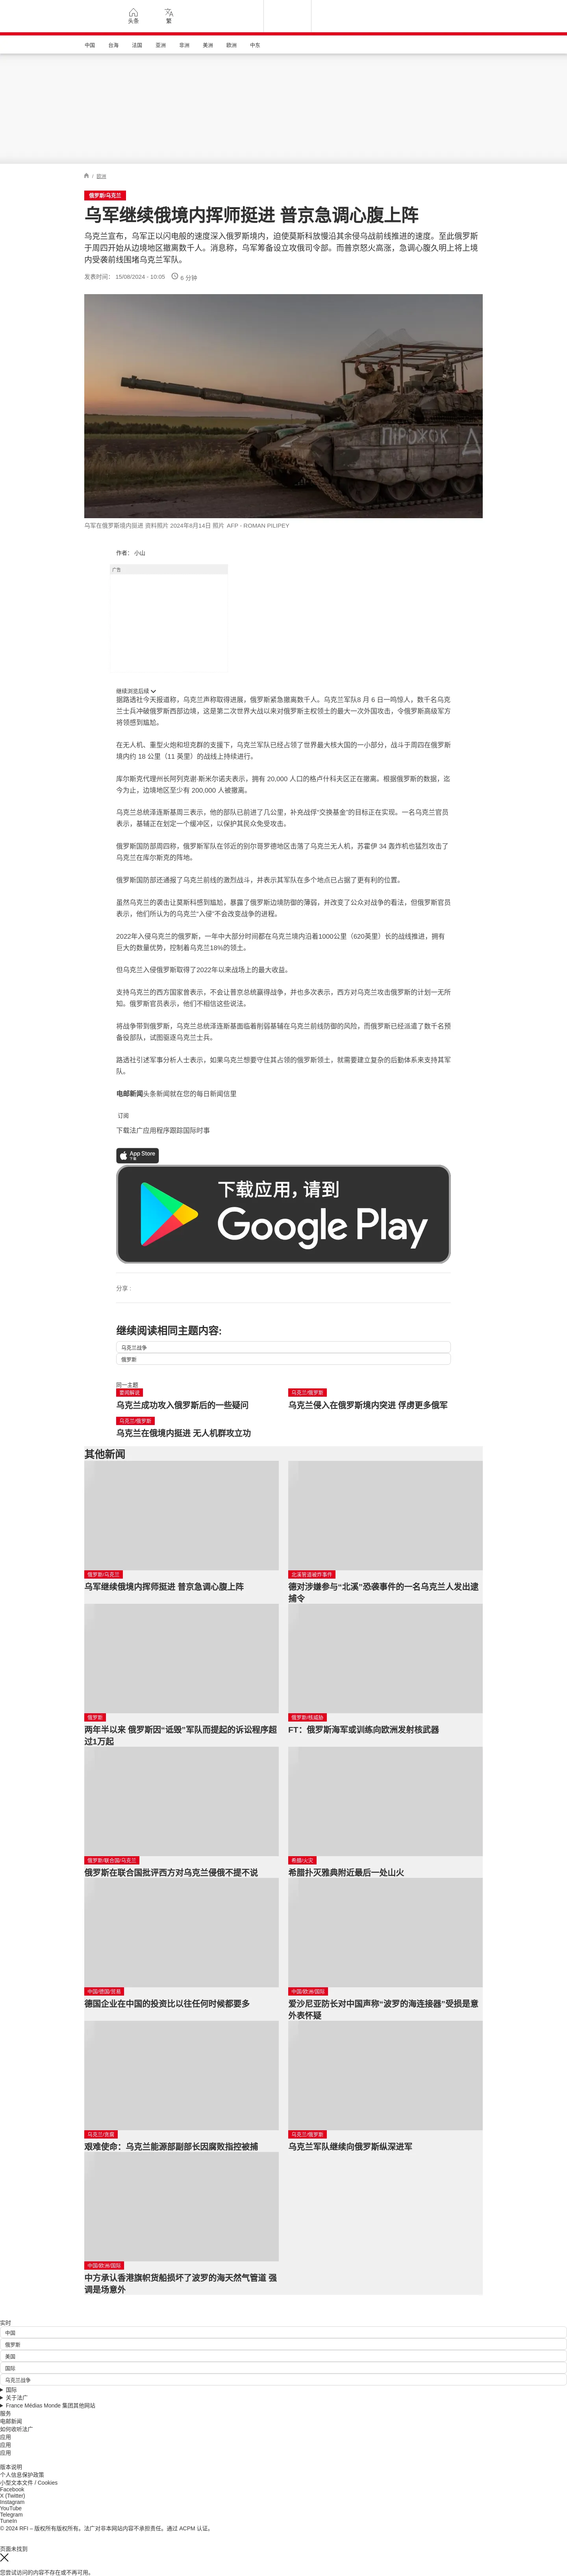 头条
繁
中国 台湾 法国 亚洲 非洲 美洲 欧洲 中东
/ 欧洲
俄罗斯/乌克兰
乌军继续俄境内挥师挺进 普京急调心腹上阵
乌克兰宣布，乌军正以闪电般的速度深入俄罗斯境内，迫使莫斯科放慢沿其余侵乌战前线推进的速度。至此俄罗斯
于周四开始从边境地区撤离数千人。消息称，乌军筹备设立攻俄司令部。而普京怒火高涨，急调心腹久明上将上境
内受袭前线围堵乌克兰军队。
发表时间： 15/08/2024 - 10:05 6 分钟
乌军在俄罗斯境内挺进 资料照片 2024年8月14日 照片 AFP - ROMAN PILIPEY
作者： 小山
广告
继续浏览后续
据路透社今天报道称，乌克兰声称取得进展，俄罗斯紧急撤离数千人。乌克兰军队8 月 6 日一鸣惊人，数千名乌克
兰士兵冲破俄罗斯西部边境，这是第二次世界大战以来对俄罗斯主权领土的最大一次外国攻击，令俄罗斯高级军方
将领感到尴尬。
在无人机、重型火炮和坦克群的支援下，乌克兰军队已经占领了世界最大核大国的一小部分，战斗于周四在俄罗斯
境内约 18 公里（11 英里）的战线上持续进行。
库尔斯克代理州长阿列克谢·斯米尔诺夫表示，拥有 20,000 人口的格卢什科夫区正在撤离。根据俄罗斯的数据，迄
今为止，边境地区至少有 200,000 人被撤离。
乌克兰总统泽连斯基周三表示，他的部队已前进了几公里，补充战俘“交换基金”的目标正在实现。一名乌克兰官员
表示，基辅正在划定一个缓冲区，以保护其民众免受攻击。
俄罗斯国防部周四称，俄罗斯军队在邻近的别尔哥罗德地区击落了乌克兰无人机，苏霍伊 34 轰炸机也猛烈攻击了
乌克兰在库尔斯克的阵地。
俄罗斯国防部还通报了乌克兰前线的激烈战斗，并表示其军队在多个地点已占据了更有利的位置。
虽然乌克兰的袭击让莫斯科感到尴尬，暴露了俄罗斯边境防御的薄弱，并改变了公众对战争的看法，但俄罗斯官员
表示，他们所认为的乌克兰“入侵”不会改变战争的进程。
2022年入侵乌克兰的俄罗斯，一年中大部分时间都在乌克兰境内沿着1000公里（620英里）长的战线推进，拥有
巨大的数量优势，控制着乌克兰18%的领土。
但乌克兰入侵俄罗斯取得了2022年以来战场上的最大收益。
支持乌克兰的西方国家曾表示，不会让普京总统赢得战争，并也多次表示，西方对乌克兰攻击俄罗斯的计划一无所
知。俄罗斯官员表示，他们不相信这些说法。
将战争带到俄罗斯，乌克兰总统泽连斯基面临着削弱基辅在乌克兰前线防御的风险，而俄罗斯已经派遣了数千名预
备役部队，试图驱逐乌克兰士兵。
路透社引述军事分析人士表示，如果乌克兰想要守住其占领的俄罗斯领土，就需要建立复杂的后勤体系来支持其军
队。
电邮新闻头条新闻就在您的每日新闻信里
订阅
下载法广应用程序跟踪国际时事
App Store
下载
下载应用，请到
Google Play
分享 :
继续阅读相同主题内容:
乌克兰战争
俄罗斯
同一主题
要闻解说
乌克兰成功攻入俄罗斯后的一些疑问
乌克兰/俄罗斯
乌克兰侵入在俄罗斯境内突进 俘虏更多俄军
乌克兰/俄罗斯
乌克兰在俄境内挺进 无人机群攻立功
其他新闻
俄罗斯/乌克兰
乌军继续俄境内挥师挺进 普京急调心腹上阵
北溪管道被炸事件
德对涉嫌参与“北溪”恐袭事件的一名乌克兰人发出逮
捕令
俄罗斯
两年半以来 俄罗斯因“诋毁”军队而提起的诉讼程序超
过1万起
俄罗斯/核威胁
FT：俄罗斯海军或训练向欧洲发射核武器
俄罗斯/联合国/乌克兰
俄罗斯在联合国批评西方对乌克兰侵俄不提不说
希腊/火灾
希腊扑灭雅典附近最后一处山火
中国/德国/贸易
德国企业在中国的投资比以往任何时候都要多
中国/欧洲/国际
爱沙尼亚防长对中国声称“波罗的海连接器”受损是意
外表怀疑
乌克兰/贪腐
艰难使命：乌克兰能源部副部长因腐败指控被捕
乌克兰/俄罗斯
乌克兰军队继续向俄罗斯纵深进军
中国/欧洲/国际
中方承认香港旗帜货船损坏了波罗的海天然气管道 强
调是场意外
实时
中国
俄罗斯
美国
国际
乌克兰战争
国际
关于法广
France Médias Monde 集团其他网站
服务
电邮新闻
如何收听法广
应用
应用
应用
版本说明
个人信息保护政策
小型文本文件 / Cookies
Facebook
X (Twitter)
Instagram
YouTube
Telegram
TuneIn
© 2024 RFI – 版权所有版权所有。法广对非本网站内容不承担责任。通过 ACPM 认证。
页面未找到
您尝试访问的内容不存在或不再可用。